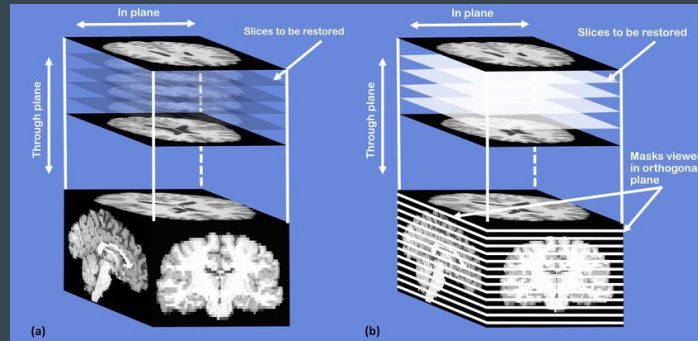 In plane
Slices to be restored
Through plane
(a)
In plane
Slices to be restored
Through plane
Masks viewed
in orthogonal
plane
(b)